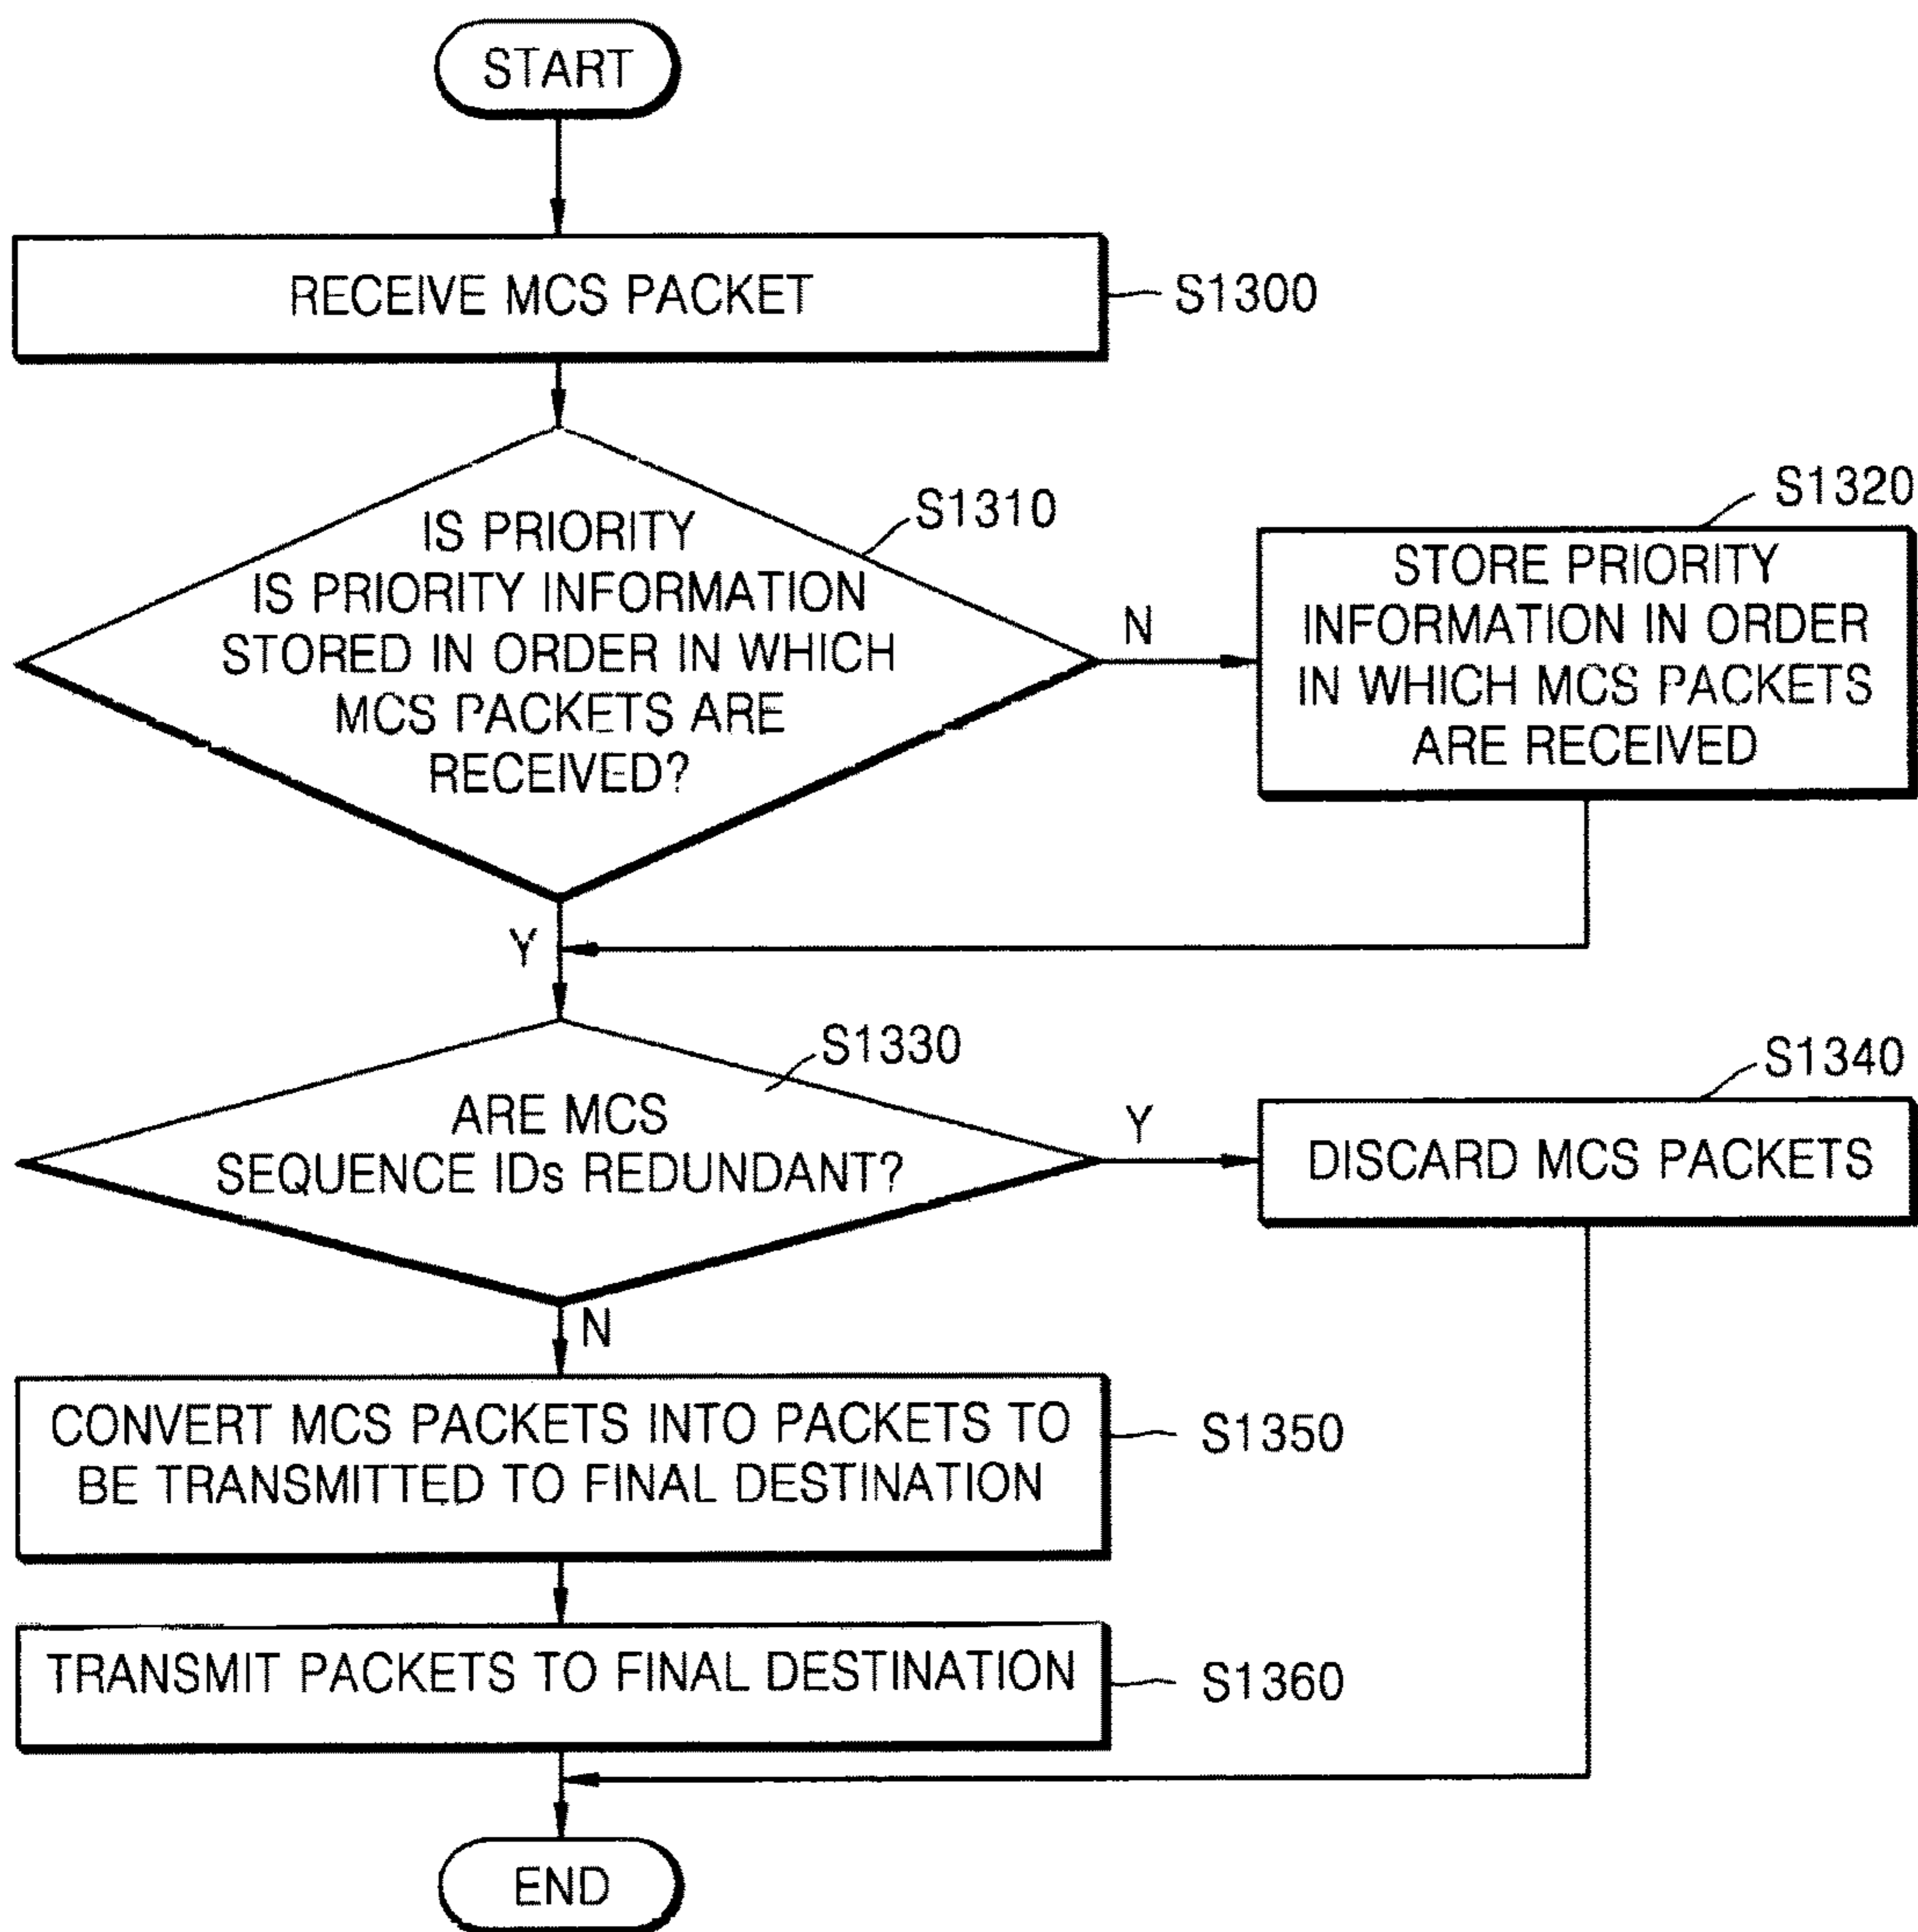 START
RECEIVE MCS PACKET
S1300
IS PRIORITY
IS PRIORITY INFORMATION
STORED IN ORDER IN WHICH
MCS PACKETS ARE
RECEIVED?
S1310
N
S1320
STORE PRIORITY
INFORMATION IN ORDER
IN WHICH MCS PACKETS
ARE RECEIVED
Y
S1330
ARE MCS
SEQUENCE IDs REDUNDANT?
Y
S1340
DISCARD MCS PACKETS
N
CONVERT MCS PACKETS INTO PACKETS TO
BE TRANSMITTED TO FINAL DESTINATION
S1350
TRANSMIT PACKETS TO FINAL DESTINATION
S1360
END